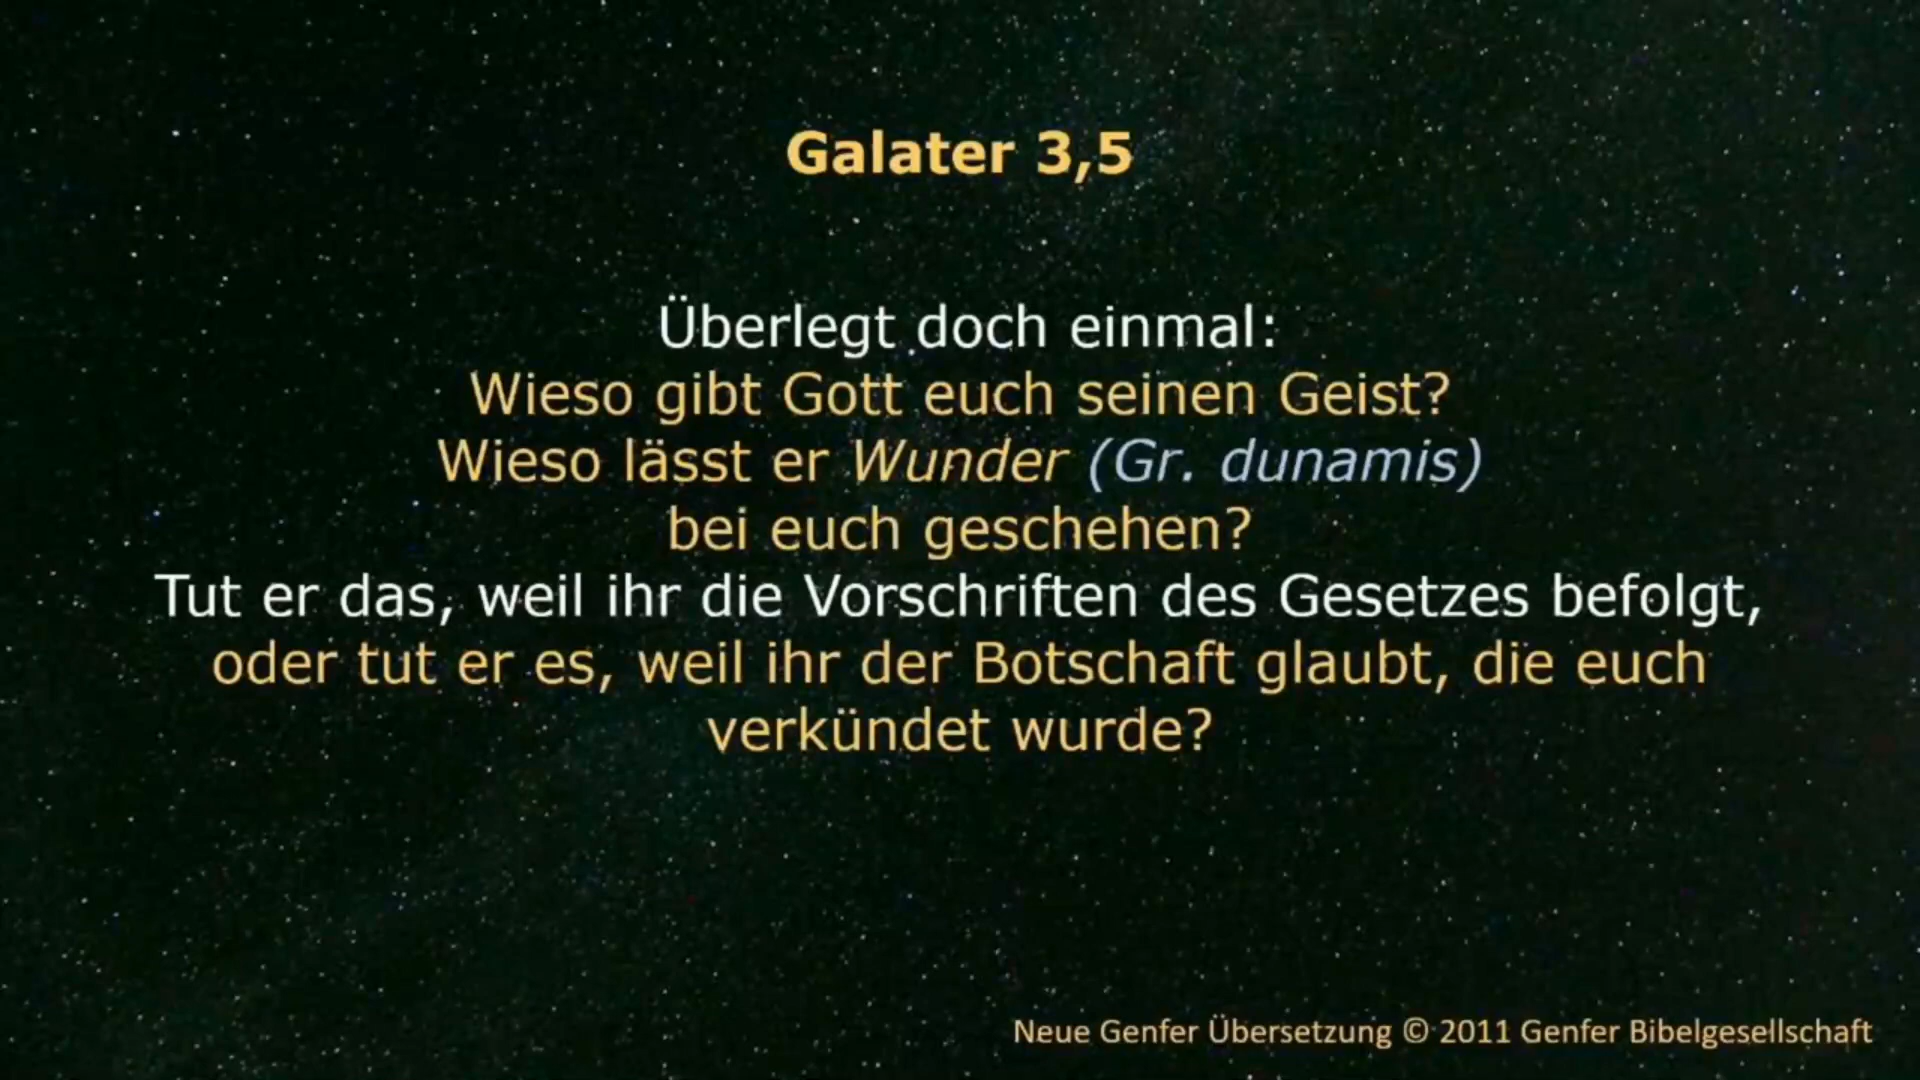 Galater 3,5
Überlegt doch einmal:
Wieso gibt Gott euch seinen Geist?
Wieso lässt er Wunder (Gr. dunamis)
bei euch geschehen?
Tut er das, weil ihr die Vorschriften des Gesetzes befolgt,
oder tut er es, weil ihr der Botschaft glaubt, die euch
verkündet wurde?
Neue Genfer Übersetzung © 2011 Genfer Bibelgesellschaft